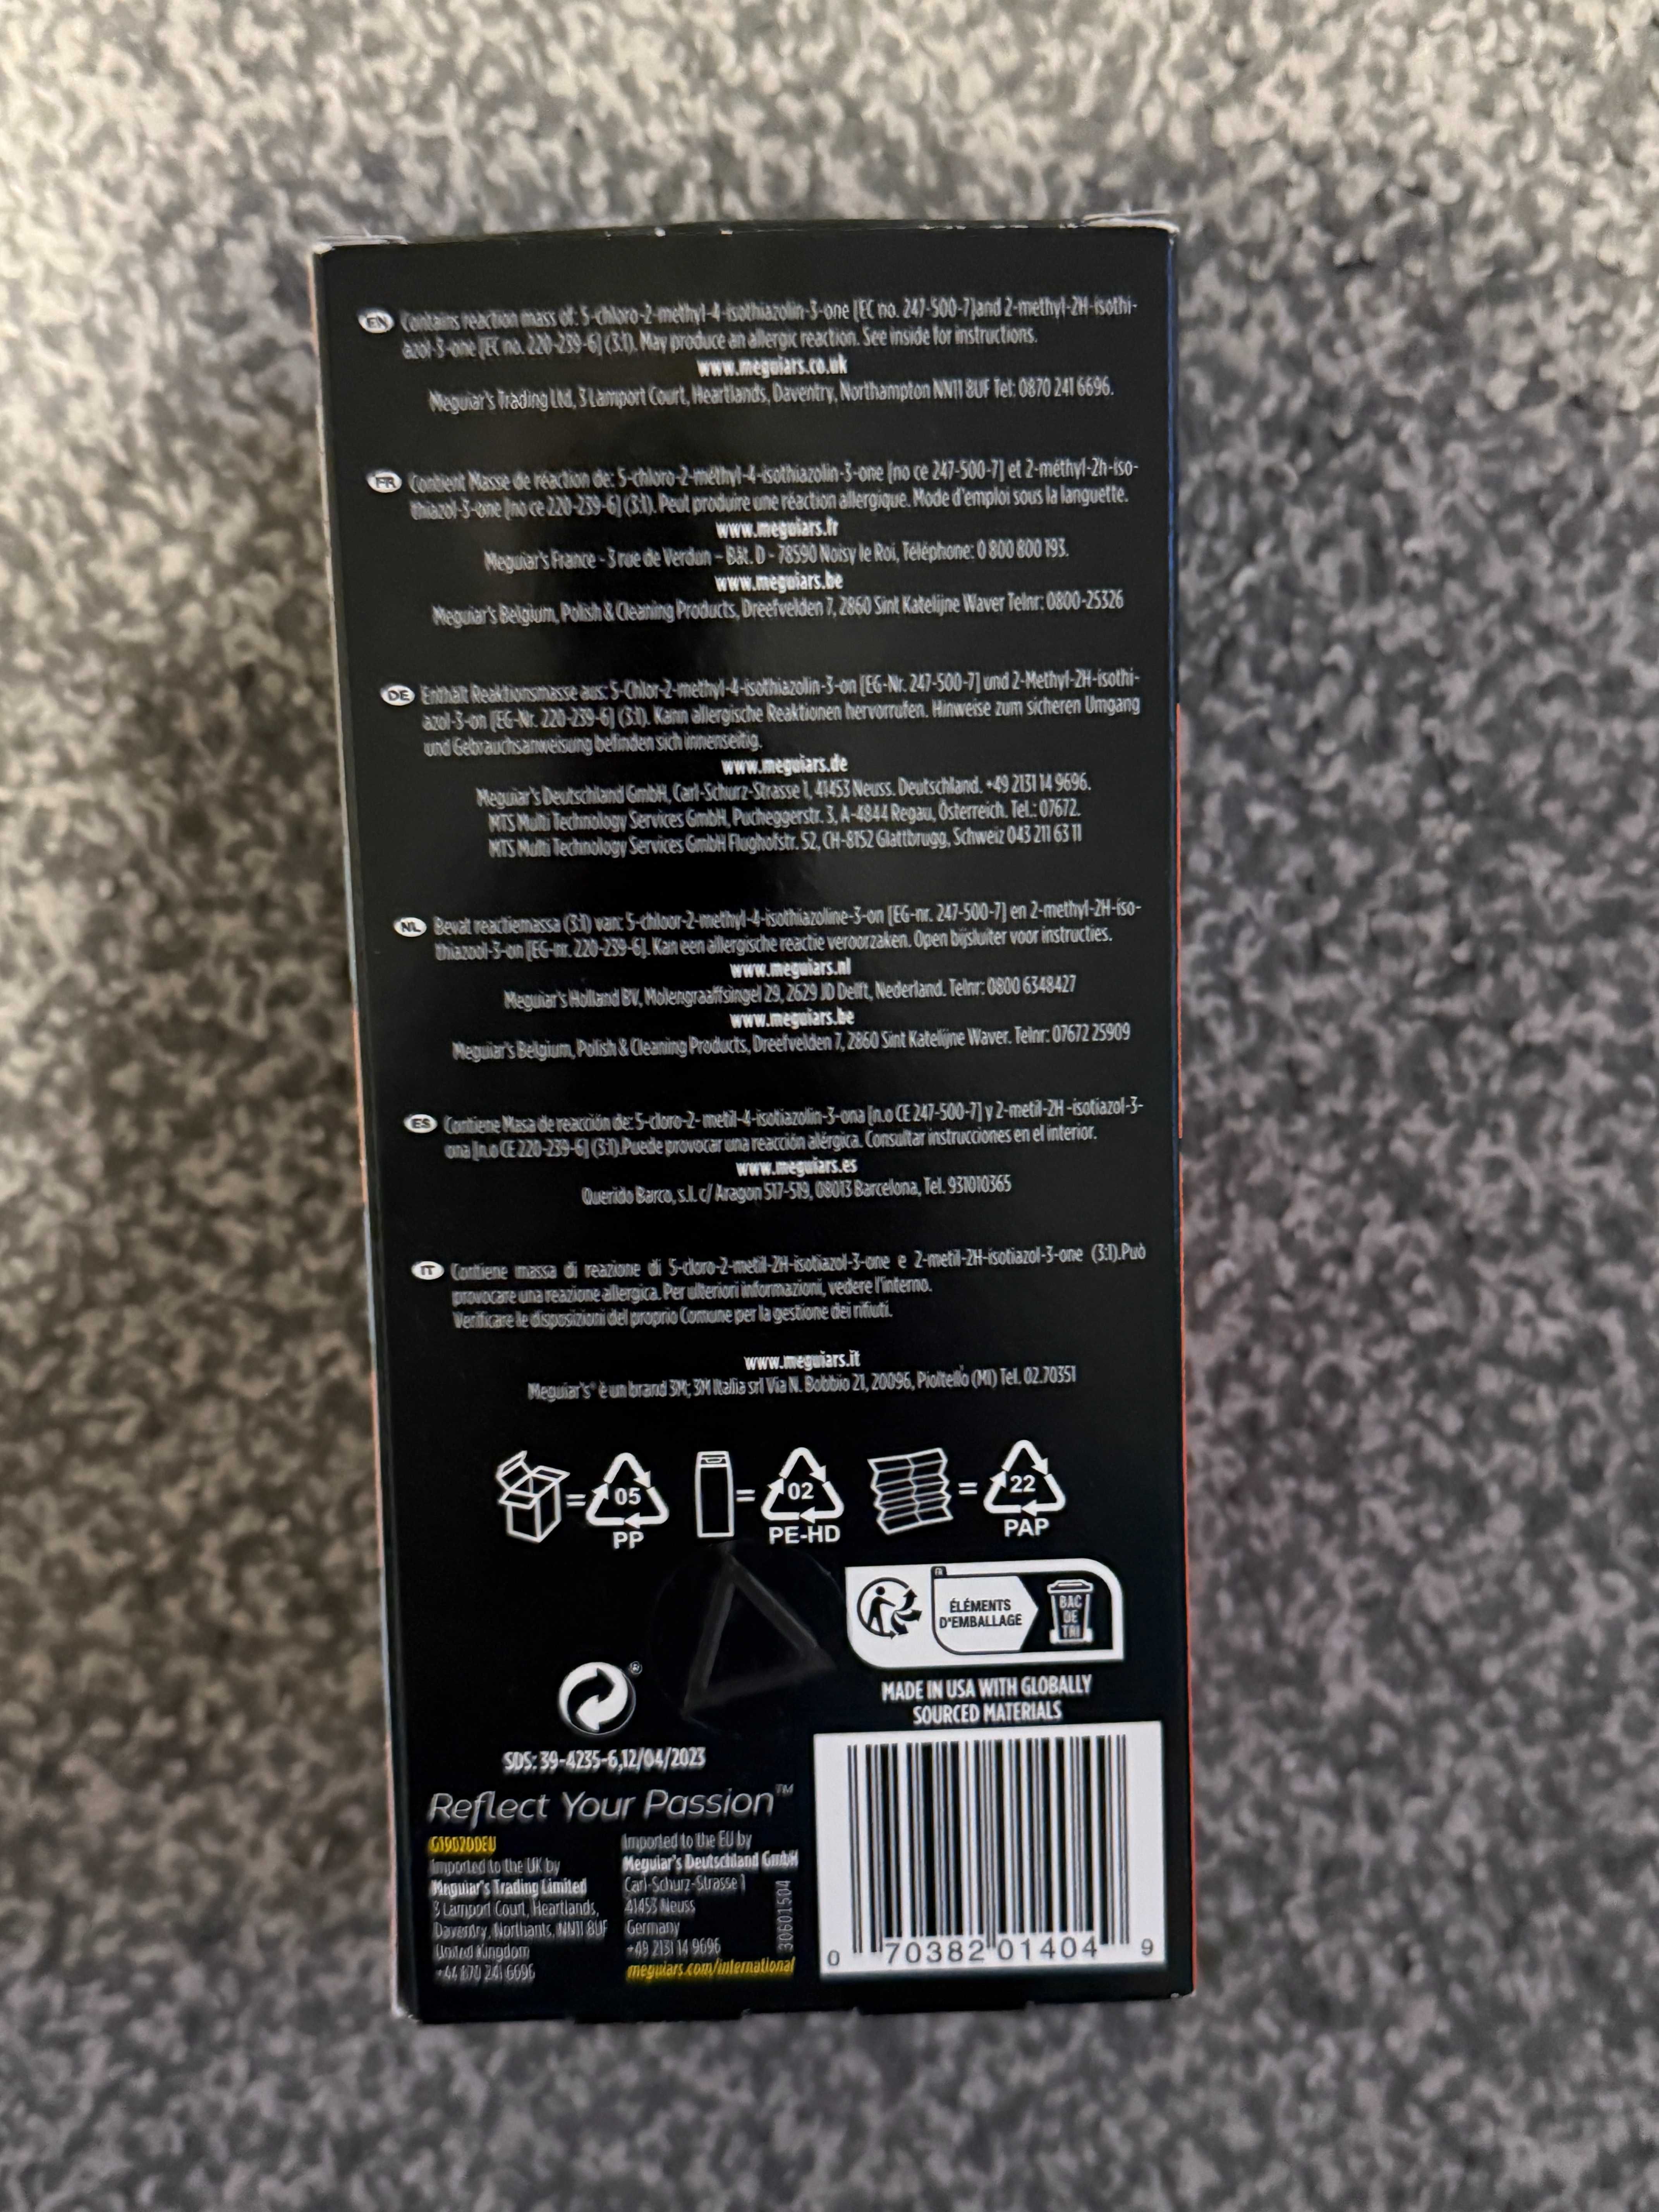 EN Contains reaction mass of: 5-chloro-2-methyl-4-isothiazolin-3-one [EC no. 247-500-7]and 2-methyl-2H-isothi-
azol-3-one [EC no. 220-239-6] (3:1). May produce an allergic reaction. See inside for instructions.
www.meguiars.co.uk
Meguiar's Trading Ltd, 3 Lamport Court, Heartlands, Daventry, Northampton NN11 8UF Tel: 0870 241 6696.
FR Contient Masse de réaction de: 5-chloro-2-méthyl-4-isothiazolin-3-one [no ce 247-500-7] et 2-méthyl-2h-iso-
thiazol-3-one [no ce 220-239-6] (3:1). Peut produire une réaction allergique. Mode d'emploi sous la languette.
www.meguiars.fr
Meguiar's France - 3 rue de Verdun – Bât. D - 78590 Noisy le Roi, Téléphone: 0 800 800 193.
www.meguiars.be
Meguiar's Belgium, Polish & Cleaning Products, Dreefvelden 7, 2860 Sint Katelijne Waver Telnr: 0800-25326
DE Enthält Reaktionsmasse aus: 5-Chlor-2-methyl-4-isothiazolin-3-on [EG-Nr. 247-500-7] und 2-Methyl-2H-isothi-
azol-3-on [EG-Nr. 220-239-6] (3:1). Kann allergische Reaktionen hervorrufen. Hinweise zum sicheren Umgang
und Gebrauchsanweisung befinden sich innenseitig.
www.meguiars.de
Meguiar's Deutschland GmbH, Carl-Schurz-Strasse 1, 41453 Neuss. Deutschland. +49 2131 14 9696.
MTS Multi Technology Services GmbH, Pucheggerstr. 3, A-4844 Regau, Österreich. Tel.: 07672.
MTS Multi Technology Services GmbH Flughofstr. 52, CH-8152 Glattbrugg, Schweiz 043 211 63 11
NL Bevat reactiemassa (3:1) van: 5-chloor-2-methyl-4-isothiazoline-3-on [EG-nr. 247-500-7] en 2-methyl-2H-iso-
thiazool-3-on [EG-nr. 220-239-6]. Kan een allergische reactie veroorzaken. Open bijsluiter voor instructies.
www.meguiars.nl
Meguiar's Holland BV, Molengraaffsingel 29, 2629 JD Delft, Nederland. Telnr: 0800 6348427
www.meguiars.be
Meguiar's Belgium, Polish & Cleaning Products, Dreefvelden 7, 2860 Sint Katelijne Waver. Telnr: 07672 25909
ES Contiene Masa de reacción de: 5-cloro-2- metil-4-isotiazolin-3-ona [n.o CE 247-500-7] y 2-metil-2H -isotiazol-3-
ona [n.o CE 220-239-6] (3:1).Puede provocar una reacción alérgica. Consultar instrucciones en el interior.
www.meguiars.es
Querido Barco, s.l. c/ Aragon 517-519, 08013 Barcelona, Tel. 931010365
IT Contiene massa di reazione di 5-cloro-2-metil-2H-isotiazol-3-one e 2-metil-2H-isotiazol-3-one (3:1).Può
provocare una reazione allergica. Per ulteriori informazioni, vedere l'interno.
Verificare le disposizioni del proprio Comune per la gestione dei rifiuti.
www.meguiars.it
Meguiar's® è un brand 3M; 3M Italia srl Via N. Bobbio 21, 20096, Pioltello (MI) Tel. 02.70351
= 05 = 02 = 22
PP PE-HD PAP
FR
ÉLÉMENTS
D'EMBALLAGE
BAC
DE
TRI
MADE IN USA WITH GLOBALLY
SOURCED MATERIALS
®
SDS: 39-4235-6,12/04/2023
Reflect Your Passion™
G190200EU
Imported to the UK by
Meguiar's Trading Limited
3 Lamport Court, Heartlands,
Daventry, Northants, NN11 8UF
United Kingdom
+44 870 241 6696
Imported to the EU by
Meguiar's Deutschland GmbH
Carl-Schurz-Strasse 1
41453 Neuss
Germany
+49 2131 14 9696
meguiars.com/international
30601504
0 70382 01404 9